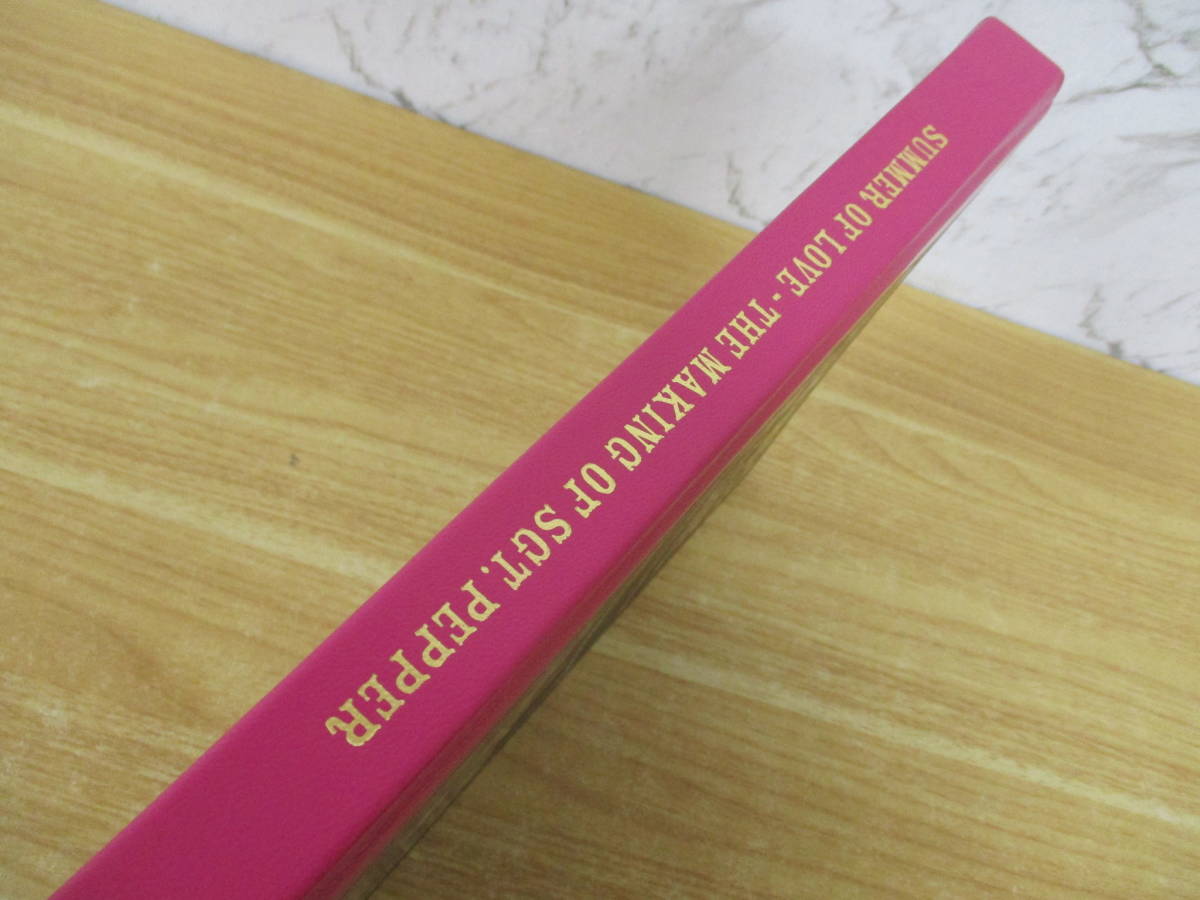 SUMMER OF LOVE - THE MAKING OF SGT. PEPPER